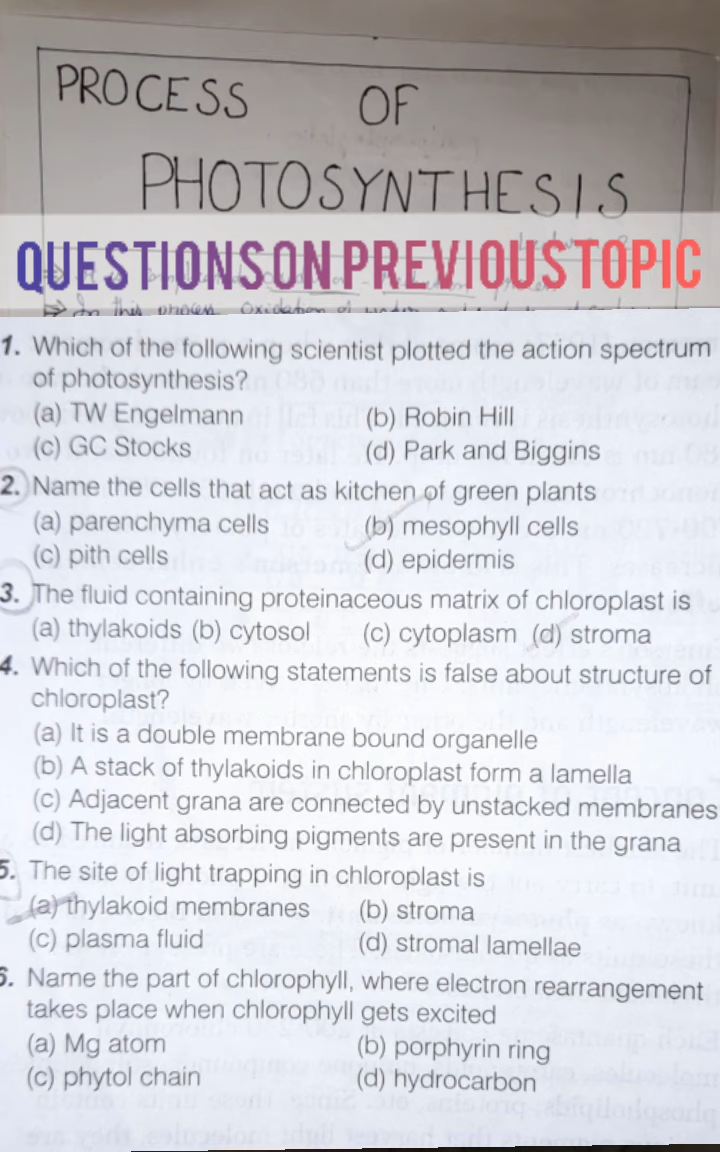 PROCESS OF
PHOTOSYNTHESIS
QUESTIONS ON PREVIOUS TOPIC
1. Which of the following scientist plotted the action spectrum
of photosynthesis?
(a) TW Engelmann (b) Robin Hill
(c) GC Stocks (d) Park and Biggins
2. Name the cells that act as kitchen of green plants
(a) parenchyma cells (b) mesophyll cells
(c) pith cells (d) epidermis
3. The fluid containing proteinaceous matrix of chloroplast is
(a) thylakoids (b) cytosol (c) cytoplasm (d) stroma
4. Which of the following statements is false about structure of
chloroplast?
(a) It is a double membrane bound organelle
(b) A stack of thylakoids in chloroplast form a lamella
(c) Adjacent grana are connected by unstacked membranes
(d) The light absorbing pigments are present in the grana
5. The site of light trapping in chloroplast is
(a) thylakoid membranes (b) stroma
(c) plasma fluid (d) stromal lamellae
6. Name the part of chlorophyll, where electron rearrangement
takes place when chlorophyll gets excited
(a) Mg atom (b) porphyrin ring
(c) phytol chain (d) hydrocarbon